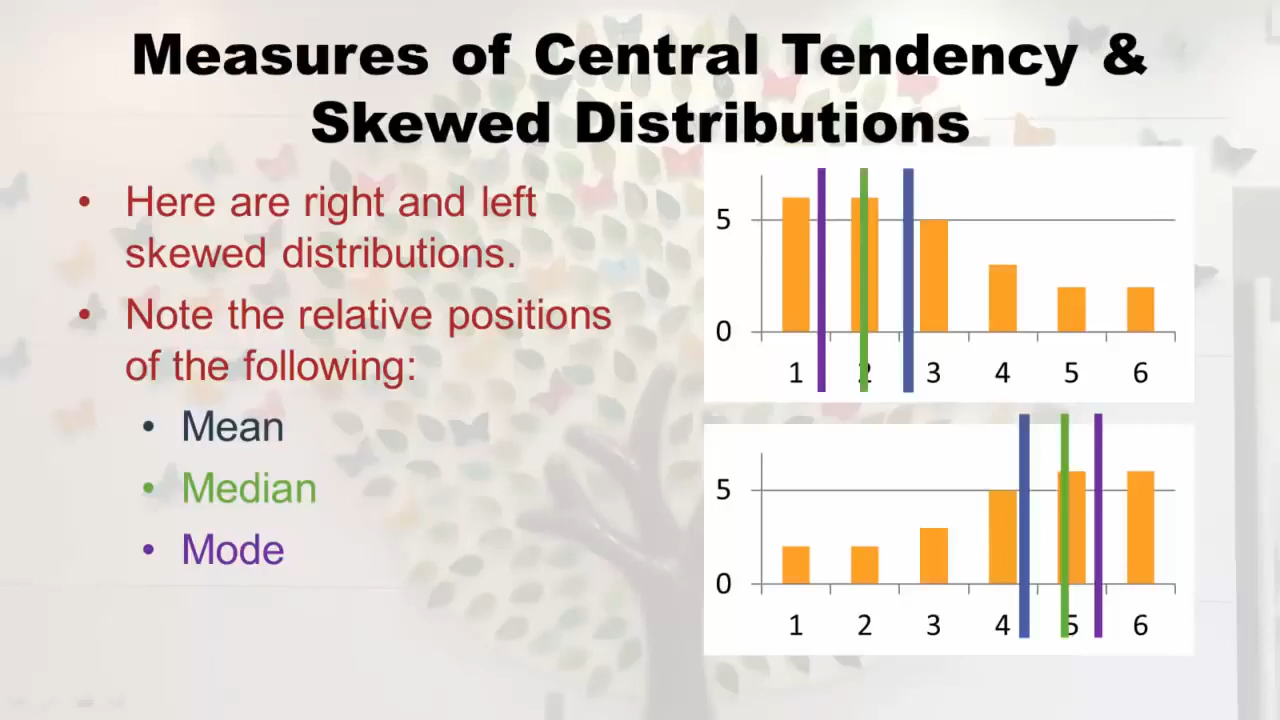 Measures of Central Tendency &
Skewed Distributions
• Here are right and left
skewed distributions.
• Note the relative positions
of the following:
• Mean
• Median
• Mode
5
0
1 2 3 4 5 6
5
0
1 2 3 4 5 6